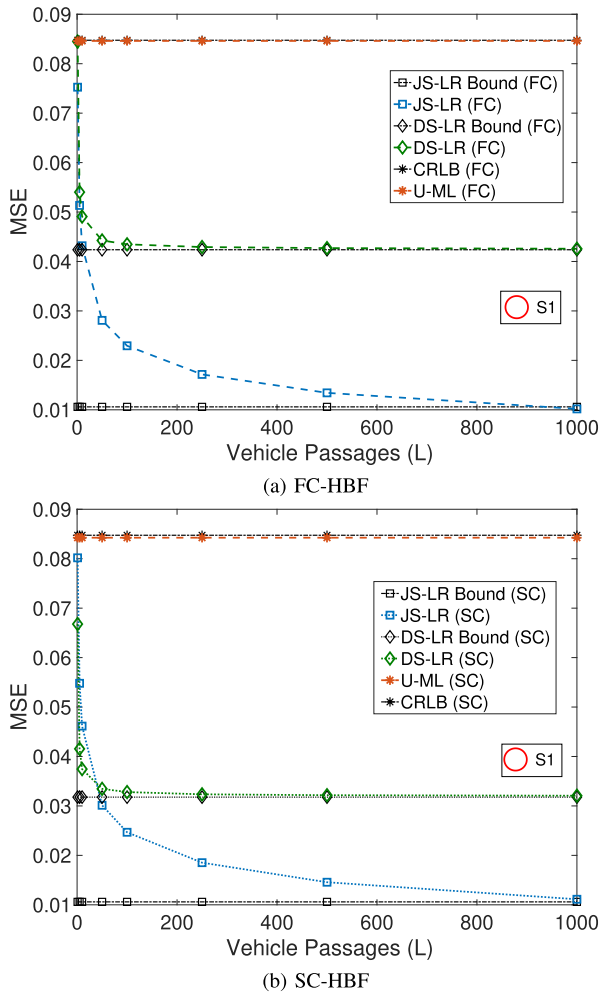 0.09
0.08
0.07
0.06
0.05
0.04
0.03
0.02
0.01
MSE
JS-LR Bound (FC)
JS-LR (FC)
DS-LR Bound (FC)
DS-LR (FC)
CRLB (FC)
U-ML (FC)
S1
0 200 400 600 800 1000
Vehicle Passages (L)
(a) FC-HBF
0.09
0.08
0.07
0.06
0.05
0.04
0.03
0.02
0.01
MSE
JS-LR Bound (SC)
JS-LR (SC)
DS-LR Bound (SC)
DS-LR (SC)
U-ML (SC)
CRLB (SC)
S1
0 200 400 600 800 1000
Vehicle Passages (L)
(b) SC-HBF